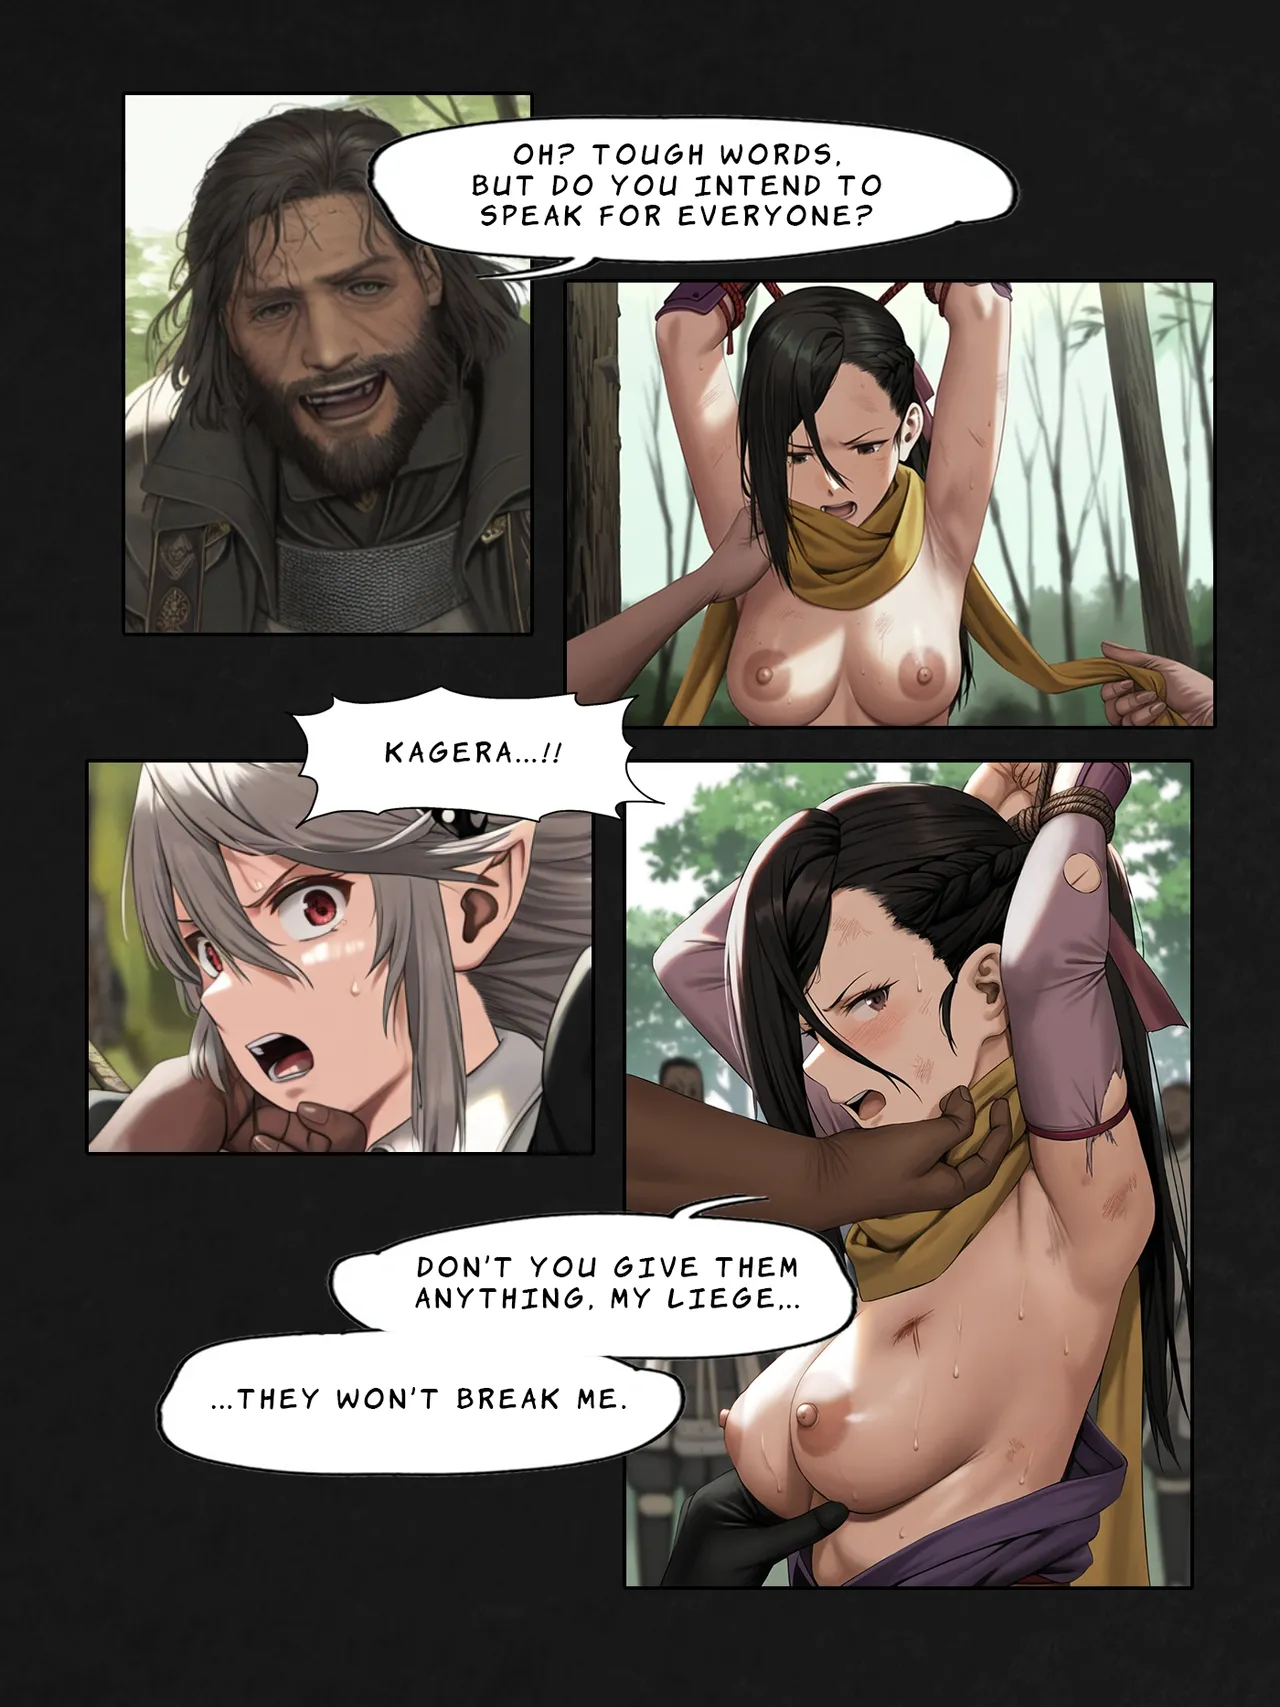 OH? TOUGH WORDS,
BUT DO YOU INTEND TO
SPEAK FOR EVERYONE?
KAGERA...!!
DON'T YOU GIVE THEM
ANYTHING, MY LIEGE...
...THEY WON'T BREAK ME.